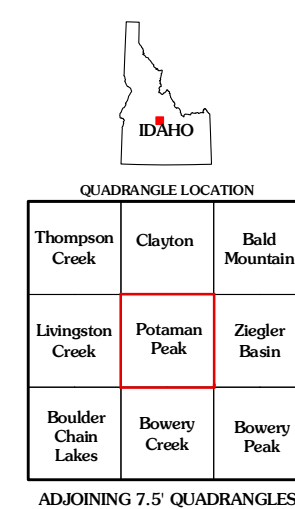 IDAHO
QUADRANGLE LOCATION
Thompson
Creek
Clayton
Bald
Mountain
Livingston
Creek
Potaman
Peak
Ziegler
Basin
Boulder
Chain
Lakes
Bowery
Creek
Bowery
Peak
ADJOINING 7.5' QUADRANGLES